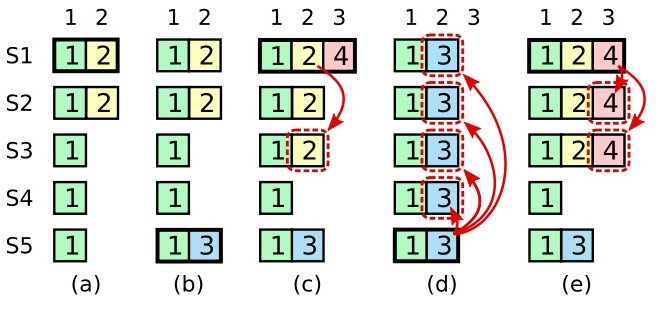 1 2 1 2 1 2 3 1 2 3 1 2 3
S1 1 2 1 2 1 2 4 1 3 1 2 4
S2 1 2 1 2 1 2 1 3 1 2 4
S3 1 1 1 2 1 3 1 2 4
S4 1 1 1 1 3 1
S5 1 1 3 1 3 1 3 1 3
(a) (b) (c) (d) (e)